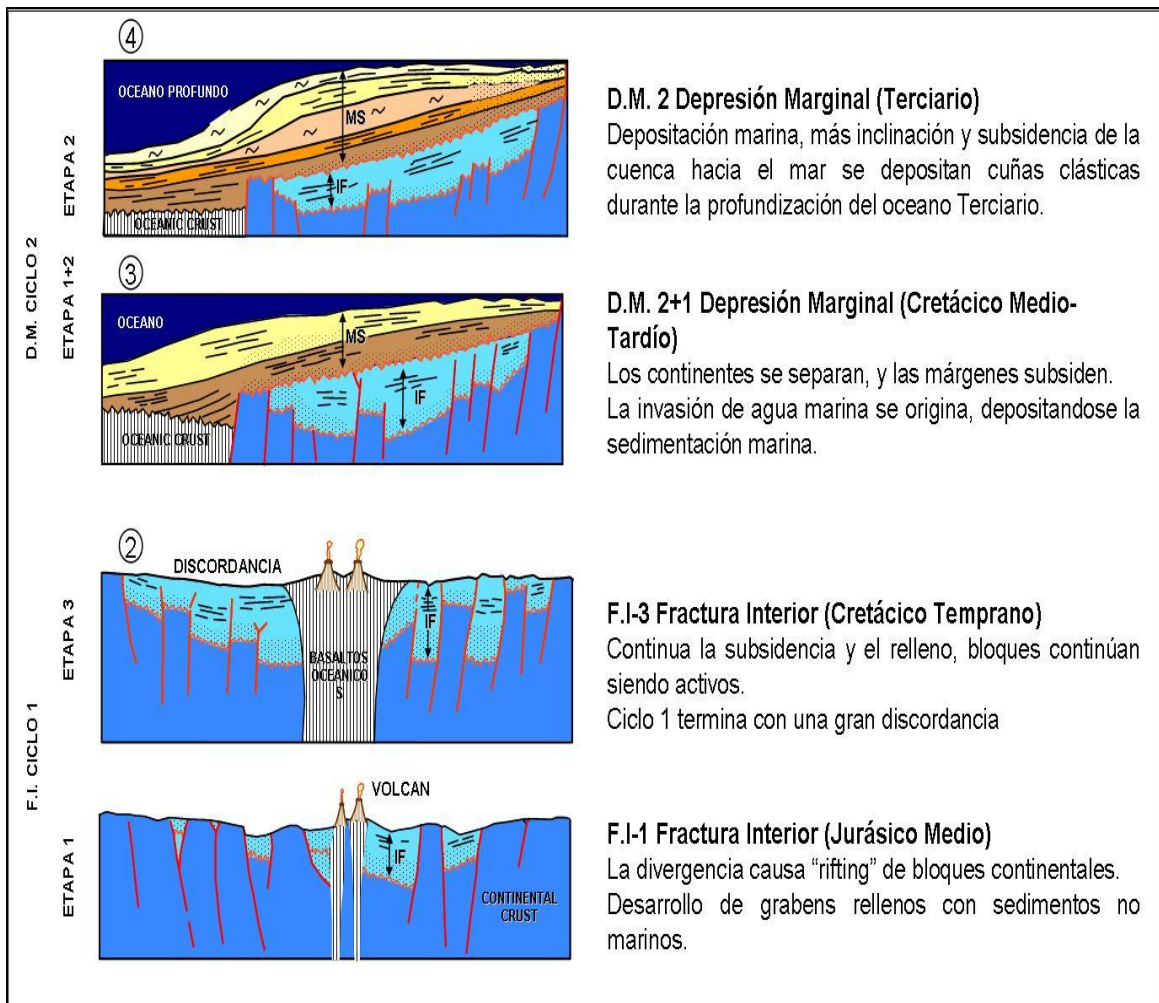 ④
OCEANO PROFUNDO
MS
IF
OCEANIC CRUST
ETAPA 2
D.M. 2 Depresión Marginal (Terciario)
Depositación marina, más inclinación y subsidencia de la
cuenca hacia el mar se depitan cuñas clásticas
durante la profundización del oceano Terciario.
D.M. CICLO 2
ETAPA 1+2
③
OCEANO
MS
IF
OCEANIC CRUST
D.M. 2+1 Depresión Marginal (Cretácico Medio-
Tardío)
Los continentes se separan, y las márgenes subsiden.
La invasión de agua marina se origina, depositandose la
sedimentación marina.
②
DISCORDANCIA
IF
BASALTOS
OCEANICO
S
ETAPA 3
F.I-3 Fractura Interior (Cretácico Temprano)
Continua la subsidencia y el relleno, bloques continúan
siendo activos.
Ciclo 1 termina con una gran discordancia
F.I. CICLO 1
VOLCAN
IF
CONTINENTAL
CRUST
ETAPA 1
F.I-1 Fractura Interior (Jurásico Medio)
La divergencia causa “rifting” de bloques continentales.
Desarrollo de grabens rellenos con sedimentos no
marinos.